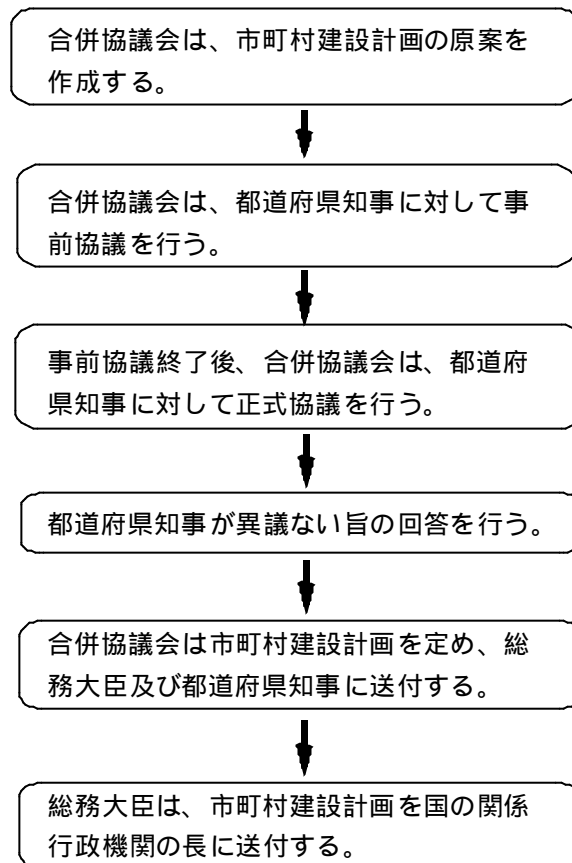 合併協議会は、市町村建設計画の原案を
作成する。
合併協議会は、都道府県知事に対して事
前協議を行う。
事前協議終了後、合併協議会は、都道府
県知事に対して正式協議を行う。
都道府県知事が異議ない旨の回答を行う。
合併協議会は市町村建設計画を定め、総
務大臣及び都道府県知事に送付する。
総務大臣は、市町村建設計画を国の関係
行政機関の長に送付する。